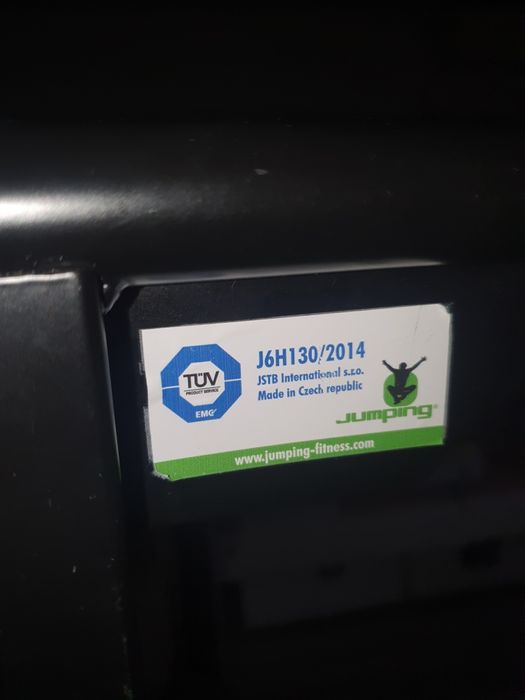 TÜV
PRODUCT SERVICE
EMC
J6H130/2014
JSTB International s.r.o.
Made in Czech republic
Jumping®
www.jumping-fitness.com